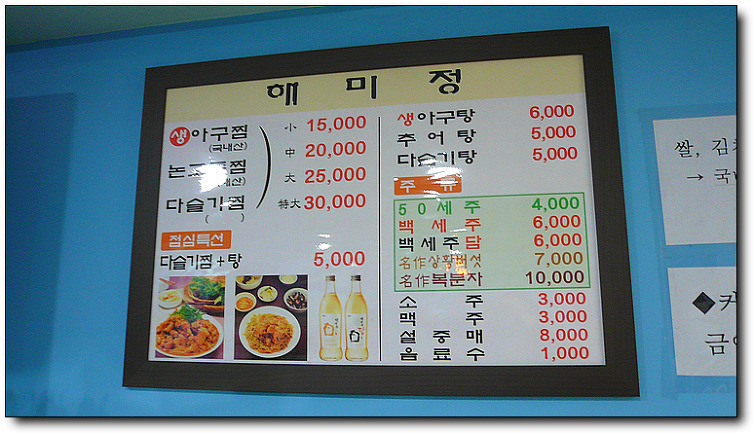 해 미 정
생아구찜
(국내산)
小 15,000
中 20,000
大 25,000
特大 30,000
다슬기찜
( )
점심특선
다슬기찜+탕 5,000
생아구탕 6,000
추어탕 5,000
다슬기탕 5,000
주 류
50세주 4,000
백세주 6,000
백세주담 6,000
名作상황버섯 7,000
名作복분자 10,000
소 주 3,000
맥 주 3,000
설중매 8,000
음료수 1,000
쌀, 김치
→ 국
◆